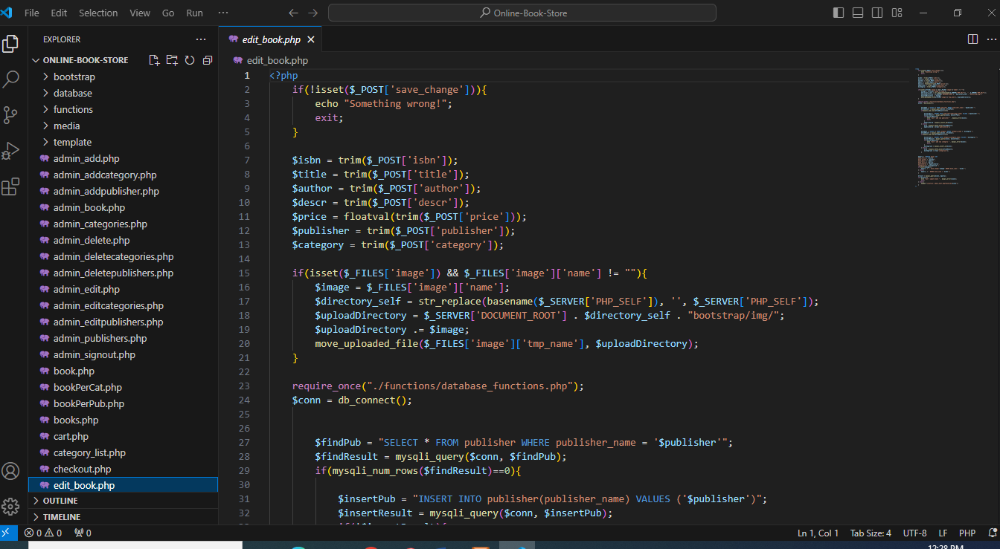 File Edit Selection View Go Run ··· Online-Book-Store
EXPLORER ···
ONLINE-BOOK-STORE
bootstrap
database
functions
media
template
admin_add.php
admin_addcategory.php
admin_addpublisher.php
admin_book.php
admin_categories.php
admin_delete.php
admin_deletecategories.php
admin_deletepublishers.php
admin_edit.php
admin_editcategories.php
admin_editpublishers.php
admin_publishers.php
admin_signout.php
book.php
bookPerCat.php
bookPerPub.php
books.php
cart.php
category_list.php
checkout.php
edit_book.php
OUTLINE
TIMELINE
edit_book.php
edit_book.php
1 <?php
2 if(!isset($_POST['save_change'])){
3 echo "Something wrong!";
4 exit;
5 }
6
7 $isbn = trim($_POST['isbn']);
8 $title = trim($_POST['title']);
9 $author = trim($_POST['author']);
10 $descr = trim($_POST['descr']);
11 $price = floatval(trim($_POST['price']));
12 $publisher = trim($_POST['publisher']);
13 $category = trim($_POST['category']);
14
15 if(isset($_FILES['image']) && $_FILES['image']['name'] != ""){
16 $image = $_FILES['image']['name'];
17 $directory_self = str_replace(basename($_SERVER['PHP_SELF']), '', $_SERVER['PHP_SELF']);
18 $uploadDirectory = $_SERVER['DOCUMENT_ROOT'] . $directory_self . "bootstrap/img/";
19 $uploadDirectory .= $image;
20 move_uploaded_file($_FILES['image']['tmp_name'], $uploadDirectory);
21 }
22
23 require_once("./functions/database_functions.php");
24 $conn = db_connect();
25
26
27 $findPub = "SELECT * FROM publisher WHERE publisher_name = '$publisher'";
28 $findResult = mysqli_query($conn, $findPub);
29 if(mysqli_num_rows($findResult)==0){
30
31 $insertPub = "INSERT INTO publisher(publisher_name) VALUES ('$publisher')";
32 $insertResult = mysqli_query($conn, $insertPub);
0 0 0 Ln 1, Col 1 Tab Size: 4 UTF-8 LF PHP
12:28 PM